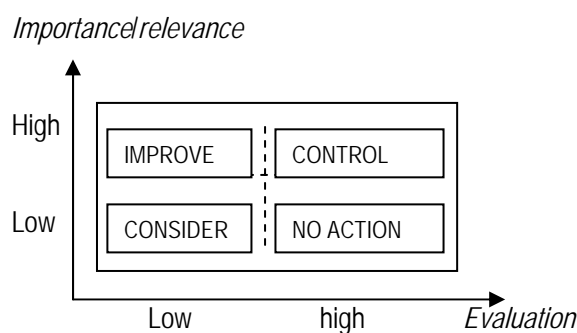 Importance/relevance
High
IMPROVE
CONTROL
Low
CONSIDER
NO ACTION
Low
high
Evaluation